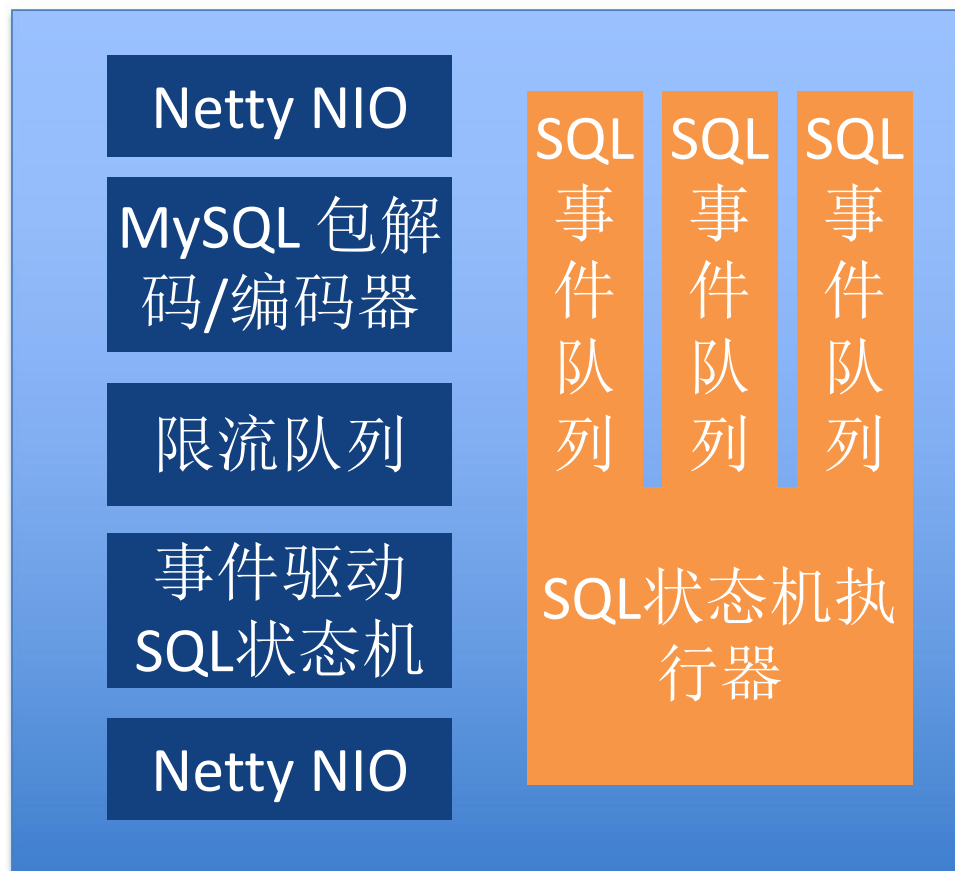 Netty NIO
MySQL 包解
码/编码器
限流队列
事件驱动
SQL状态机
Netty NIO
SQL
事
件
队
列
SQL
事
件
队
列
SQL
事
件
队
列
SQL状态机执
行器